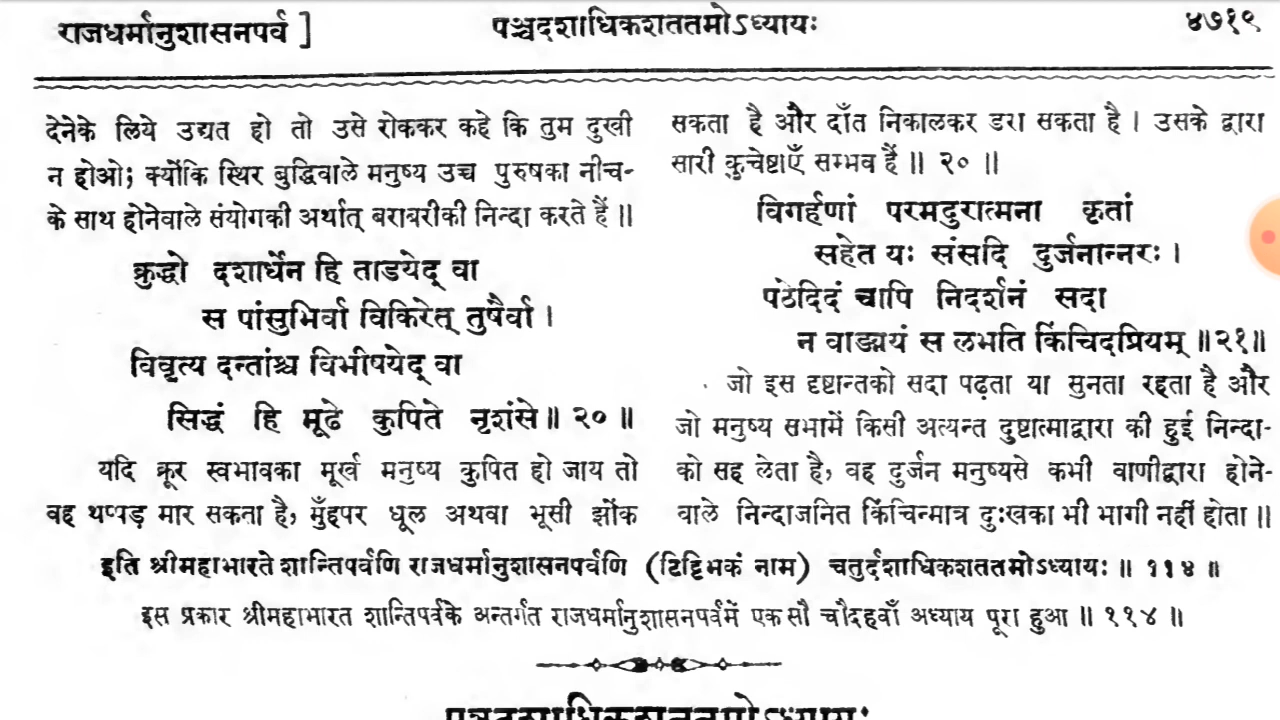 राजधर्मानुशासनपर्व ]
पञ्चदशाधिकशततमोऽध्यायः
४७१९
देनेके लिये उद्यत हो तो उसे रोककर कहे कि तुम दुखी
न होओ; क्योंकि स्थिर बुद्धिवाले मनुष्य उच्च पुरुषका नीच-
के साथ होनेवाले संयोगकी अर्थात् बराबरीकी निन्दा करते हैं ॥
क्रुद्धो दशार्धेन हि ताडयेद् वा
स पांसुभिर्वा विकिरेत् तुषैर्वा ।
विवृत्य दन्तांश्च विभीषयेद् वा
सिद्धं हि मूढे कुपिते नृशंसे ॥ २० ॥
यदि क्रूर स्वभावका मूर्ख मनुष्य कुपित हो जाय तो
वह थप्पड़ मार सकता है, मुँहपर धूल अथवा भूसी झोंक
सकता है और दाँत निकालकर डरा सकता है । उसके द्वारा
सारी कुचेष्टाएँ सम्भव हैं ॥ २० ॥
विगर्हणां परमदुरात्मना कृतां
सहेत यः संसदि दुर्जनान्नरः ।
पठेदिदं चापि निदर्शनं सदा
न वाङ्मयं स लभति किंचिदप्रियम् ॥२१॥
जो इस दृष्टान्तको सदा पढ़ता या सुनता रहता है और
जो मनुष्य सभामें किसी अत्यन्त दुष्टात्माद्वारा की हुई निन्दा-
को सह लेता है, वह दुर्जन मनुष्यसे कभी वाणीद्वारा होने-
वाले निन्दाजनित किंचिन्मात्र दुःखका भी भागी नहीं होता ॥
इति श्रीमहाभारते शान्तिपर्वणि राजधर्मानुशासनपर्वणि (टिट्टिभकं नाम) चतुर्दशाधिकशततमोऽध्यायः ॥ ११४ ॥
इस प्रकार श्रीमहाभारत शान्तिपर्वके अन्तर्गत राजधर्मानुशासनपर्वमें एक सौ चौदहवाँ अध्याय पूरा हुआ ॥ ११४ ॥
पञ्चदशाधिकशततमोऽध्यायः